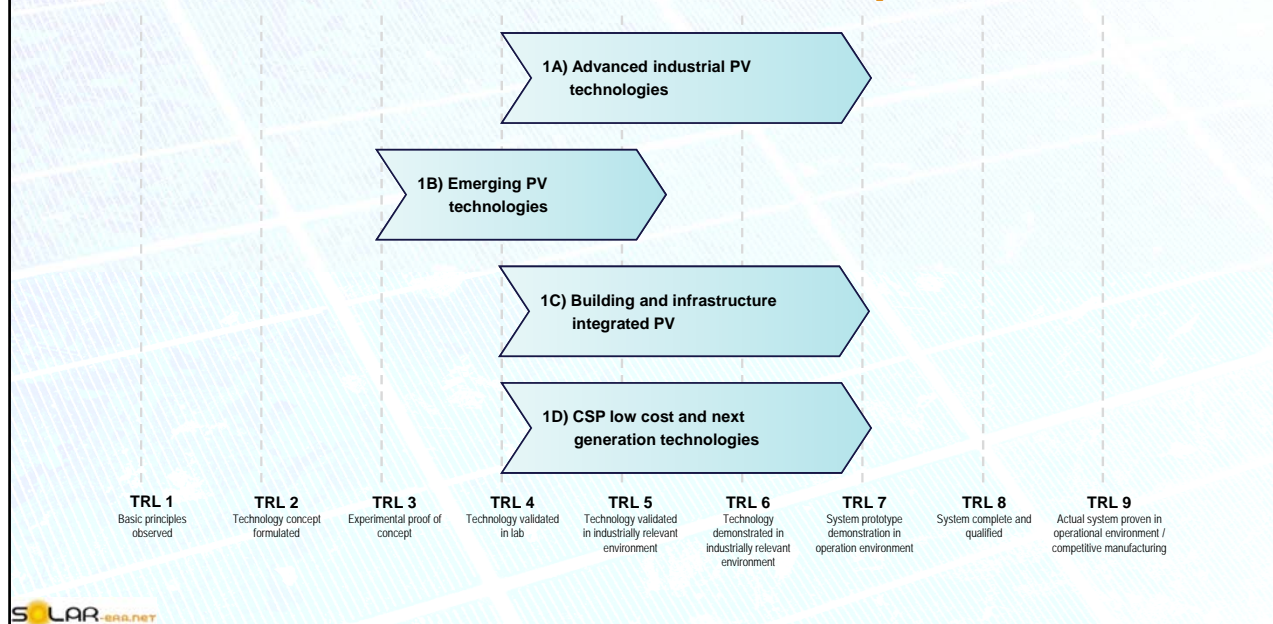 1A) Advanced industrial PV
technologies
1B) Emerging PV
technologies
1C) Building and infrastructure
integrated PV
1D) CSP low cost and next
generation technologies
TRL 1
Basic principles
observed
TRL 2
Technology concept
formulated
TRL 3
Experimental proof of
concept
TRL 4
Technology validated
in lab
TRL 5
Technology validated
in industrially relevant
environment
TRL 6
Technology
demonstrated in
industrially relevant
environment
TRL 7
System prototype
demonstration in
operation environment
TRL 8
System complete and
qualified
TRL 9
Actual system proven in
operational environment /
competitive manufacturing
SOLAR-ERA.NET